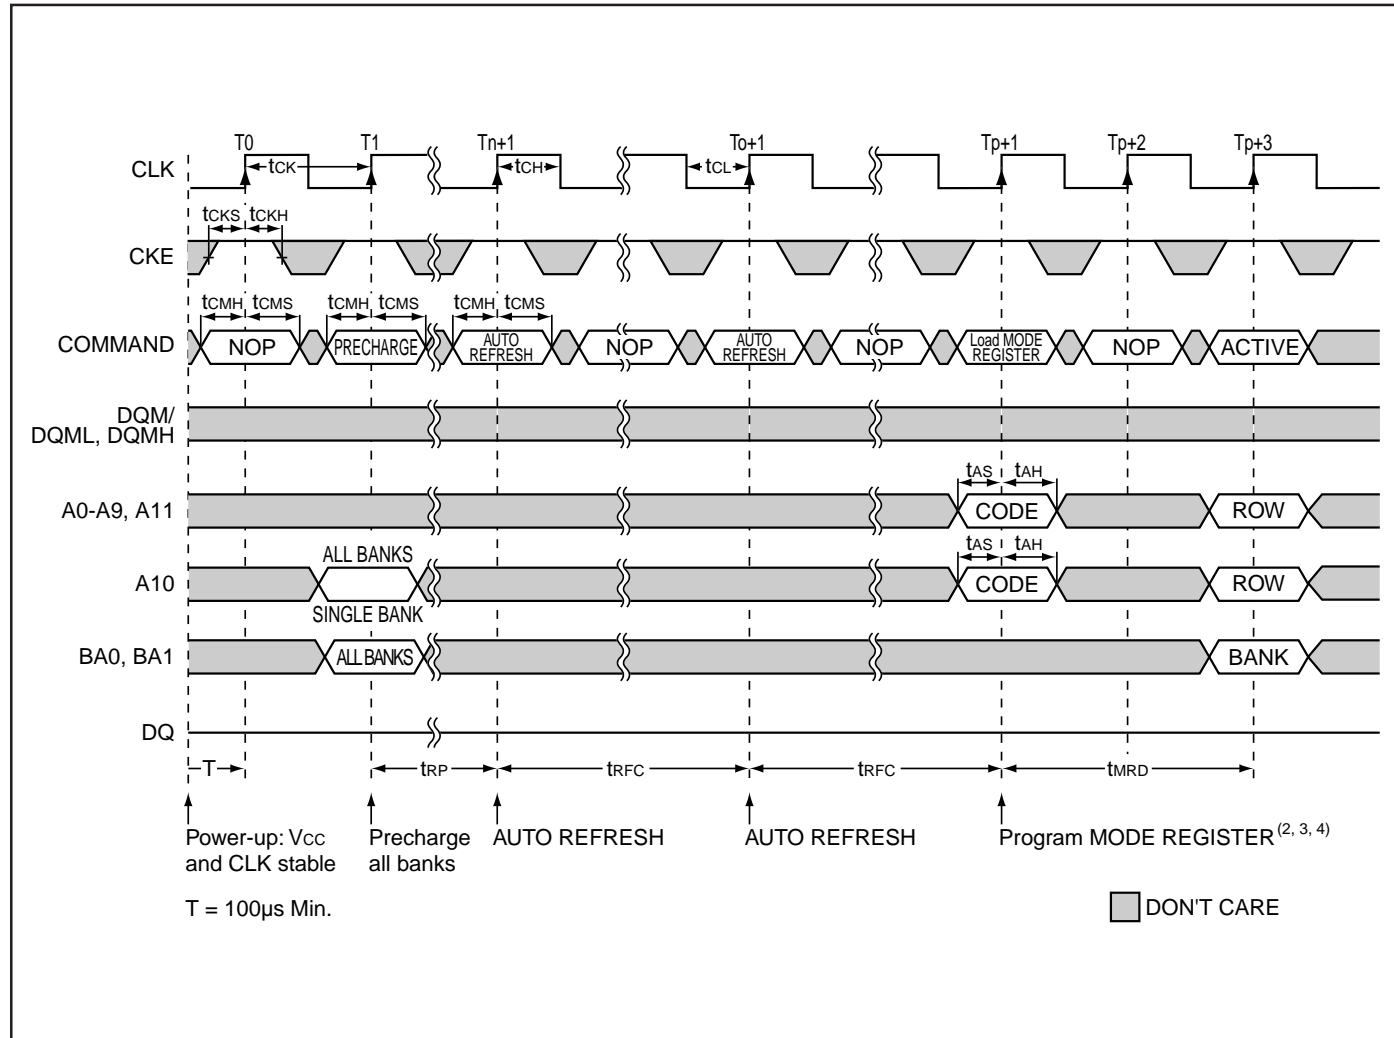 T0 T1 Tn+1 To+1 Tp+1 Tp+2 Tp+3
CLK tCK tCH tCL
tCKS tCKH
CKE
tCMH tCMS tCMH tCMS tCMH tCMS
COMMAND NOP PRECHARGE AUTO REFRESH NOP AUTO REFRESH NOP Load MODE REGISTER NOP ACTIVE
DQM/
DQML, DQMH
tAS tAH
A0-A9, A11 CODE ROW
ALL BANKS tAS tAH
A10 CODE ROW
SINGLE BANK
BA0, BA1 ALL BANKS BANK
DQ
T tRP tRFC tRFC tMRD
Power-up: VCC Precharge AUTO REFRESH AUTO REFRESH Program MODE REGISTER (2, 3, 4)
and CLK stable all banks
T = 100µs Min. DON'T CARE